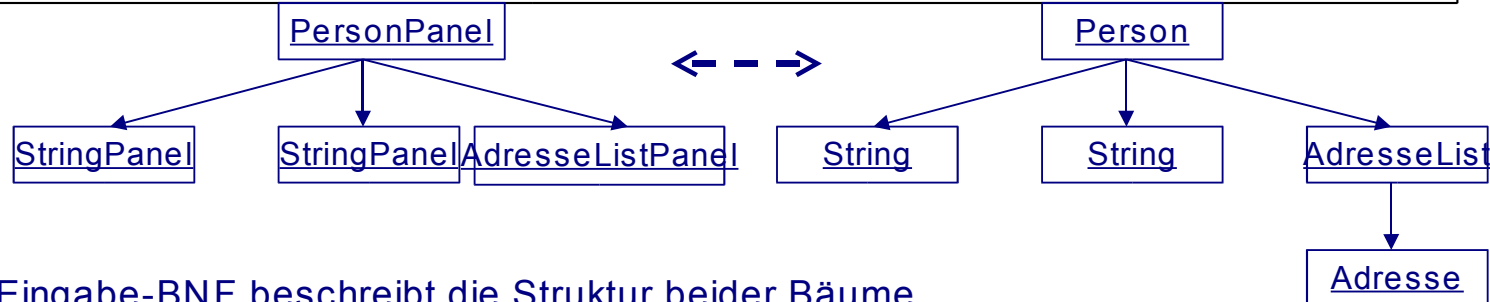 PersonPanel
Person
StringPanel
StringPanel
AdresseListPanel
String
String
AdresseList
Adresse
Eingabe-BNF beschreibt die Struktur beider Bäume